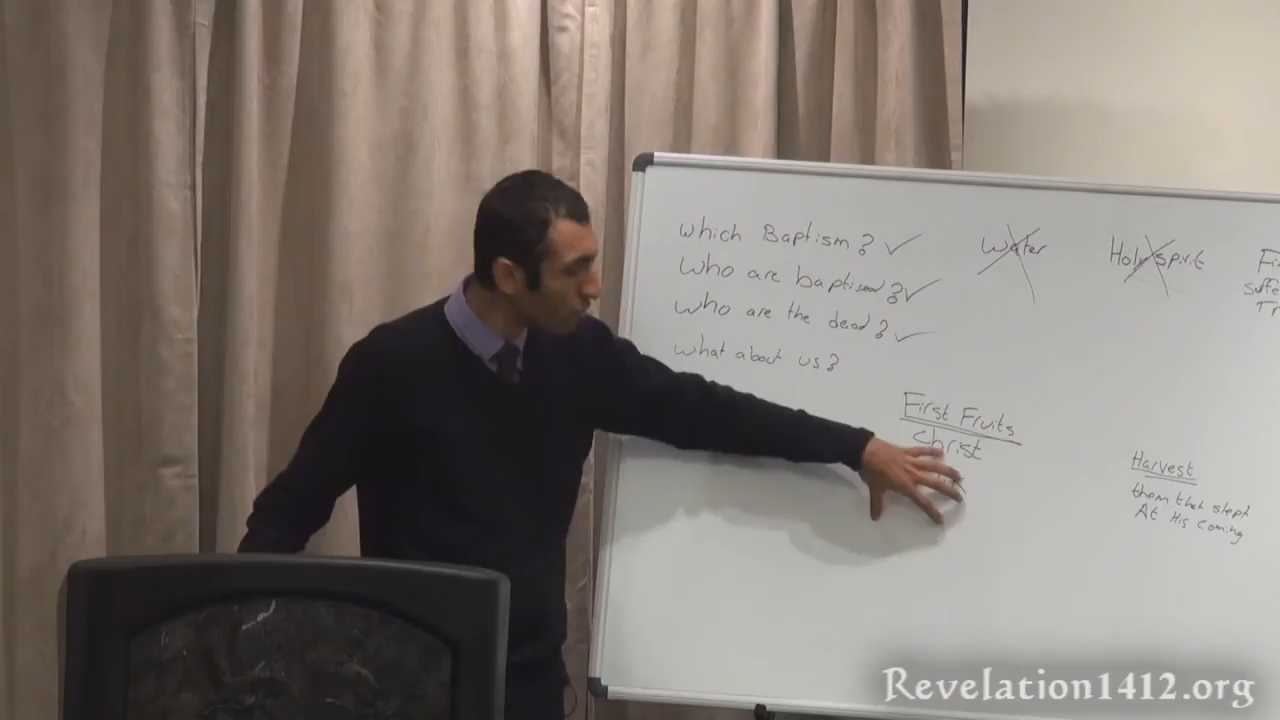 Which Baptism?✓
Who are baptised?✓
Who are the dead?✓
What about us?
Water
Holy Spirit
First Fruits
Christ
Harvest
them that slept
At His coming
Revelation1412.org